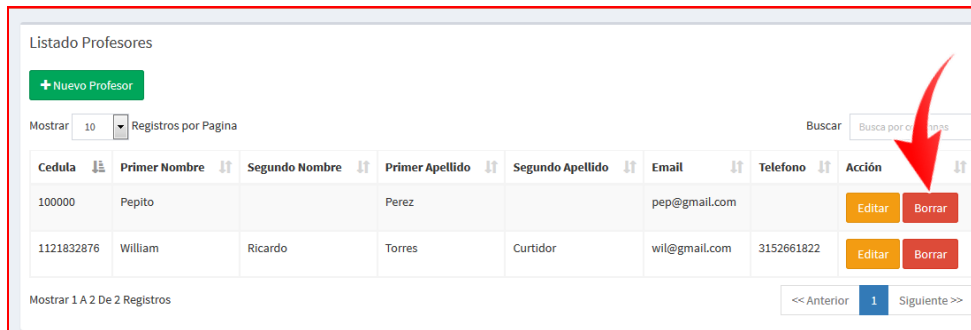 Listado Profesores
+ Nuevo Profesor
Mostrar 10 Registros por Pagina Buscar Busca por
Cedula Primer Nombre Segundo Nombre Primer Apellido Segundo Apellido Email Telefono Acción
100000 Pepito Perez pep@gmail.com Editar Borrar
1121832876 William Ricardo Torres Curtidor wil@gmail.com 3152661822 Editar Borrar
Mostrar 1 A 2 De 2 Registros << Anterior 1 Siguiente >>